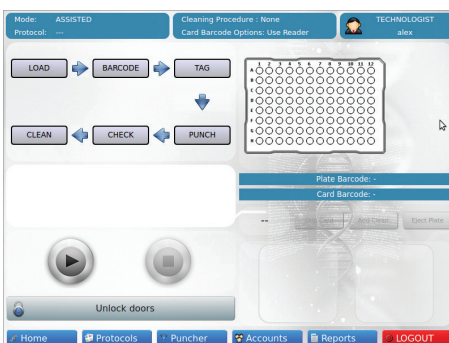 Mode: ASSISTED
Protocol: ---
Cleaning Procedure : None
Card Barcode Options: Use Reader
TECHNOLOGIST
alex
LOAD
BARCODE
TAG
CLEAN
CHECK
PUNCH
1 2 3 4 5 6 7 8 9 10 11 12
A
B
C
D
E
F
G
H
Plate Barcode: -
Card Barcode: -
--
Eject Plate
Unlock doors
Home
Protocols
Puncher
Accounts
Reports
LOGOUT